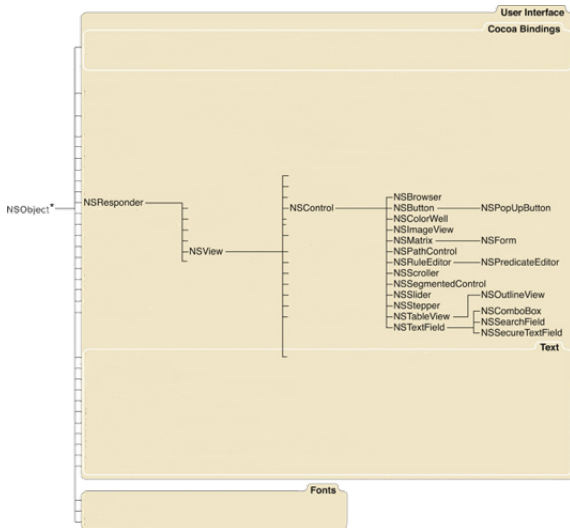 User Interface
Cocoa Bindings
NSObject*
NSResponder
NSView
NSControl
NSBrowser
NSButton
NSPopUpButton
NSColorWell
NSImageView
NSMatrix
NSForm
NSPathControl
NSRuleEditor
NSPredicateEditor
NSScroller
NSSegmentedControl
NSSlider
NSOutlineView
NSStepper
NSComboBox
NSTableView
NSSearchField
NSTextField
NSSecureTextField
Text
Fonts